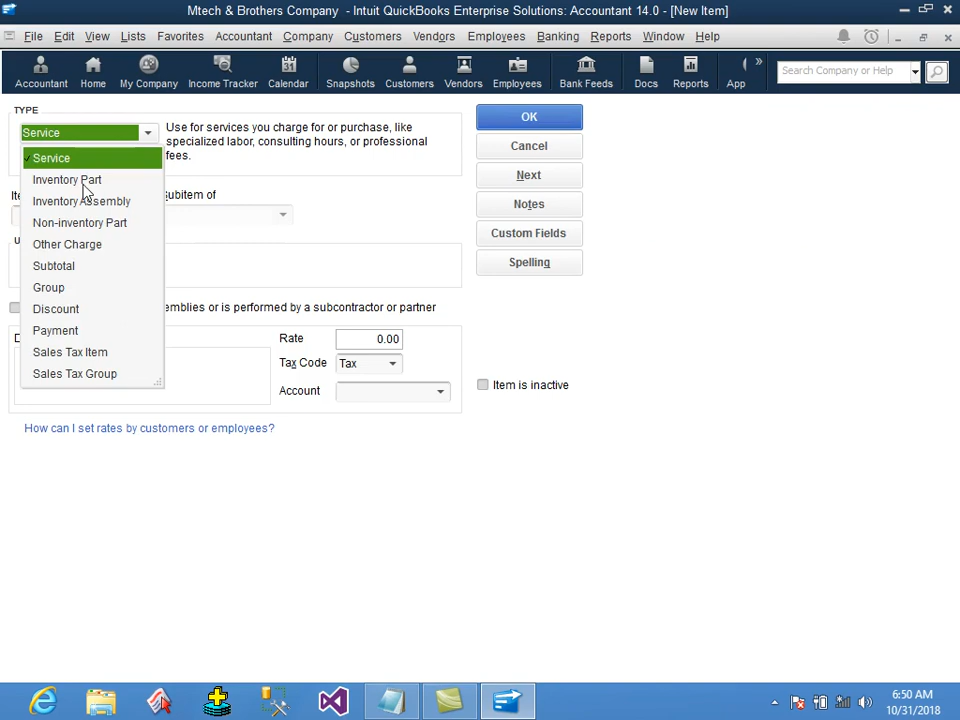 Mtech & Brothers Company - Intuit QuickBooks Enterprise Solutions: Accountant 14.0 - [New Item]
File Edit View Lists Favorites Accountant Company Customers Vendors Employees Banking Reports Window Help
Accountant Home My Company Income Tracker Calendar Snapshots Customers Vendors Employees Bank Feeds Docs Reports App » Search Company or Help
31
TYPE
Service
Use for services you charge for or purchase, like
specialized labor, consulting hours, or professional
fees.
OK
Cancel
Next
Notes
Custom Fields
Spelling
Service
Inventory Part
Inventory Assembly
Non-inventory Part
Other Charge
Subtotal
Group
Discount
Payment
Sales Tax Item
Sales Tax Group
Subitem of
emblies or is performed by a subcontractor or partner
Rate 0.00
Tax Code Tax
Account
Item is inactive
How can I set rates by customers or employees?
6:50 AM
10/31/2018